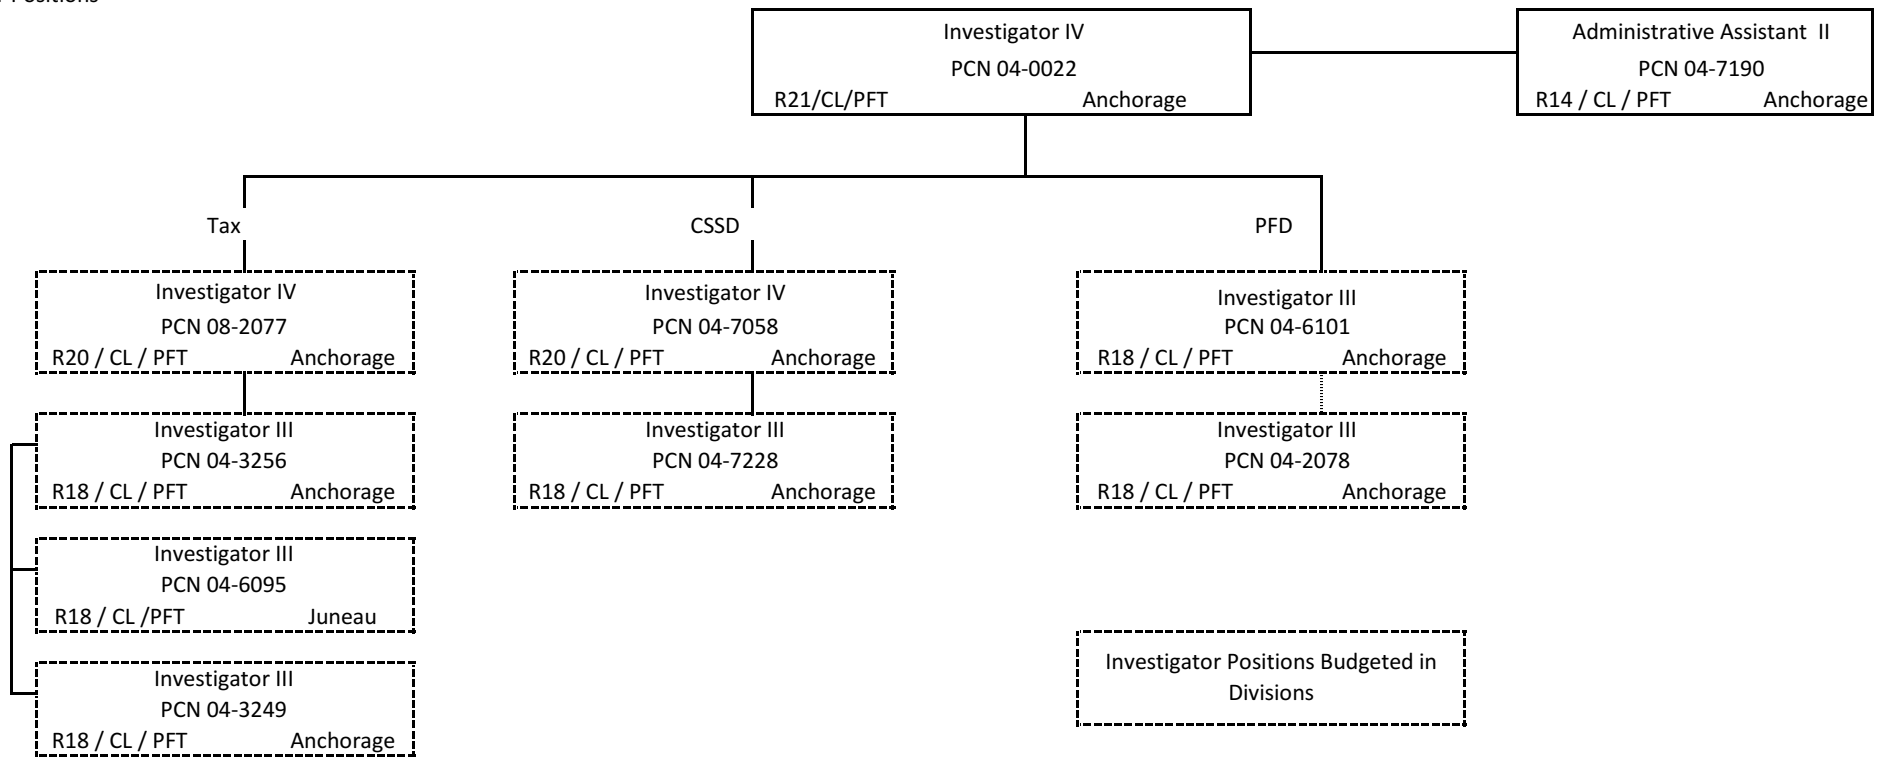 Positions
Investigator IV
PCN 04-0022
R21/CL/PFT Anchorage
Administrative Assistant  II
PCN 04-7190
R14 / CL / PFT Anchorage
Tax
CSSD
PFD
Investigator IV
PCN 08-2077
R20 / CL / PFT Anchorage
Investigator IV
PCN 04-7058
R20 / CL / PFT Anchorage
Investigator III
PCN 04-6101
R18 / CL / PFT Anchorage
Investigator III
PCN 04-3256
R18 / CL / PFT Anchorage
Investigator III
PCN 04-7228
R18 / CL / PFT Anchorage
Investigator III
PCN 04-2078
R18 / CL / PFT Anchorage
Investigator III
PCN 04-6095
R18 / CL /PFT Juneau
Investigator III
PCN 04-3249
R18 / CL / PFT Anchorage
Investigator Positions Budgeted in
Divisions